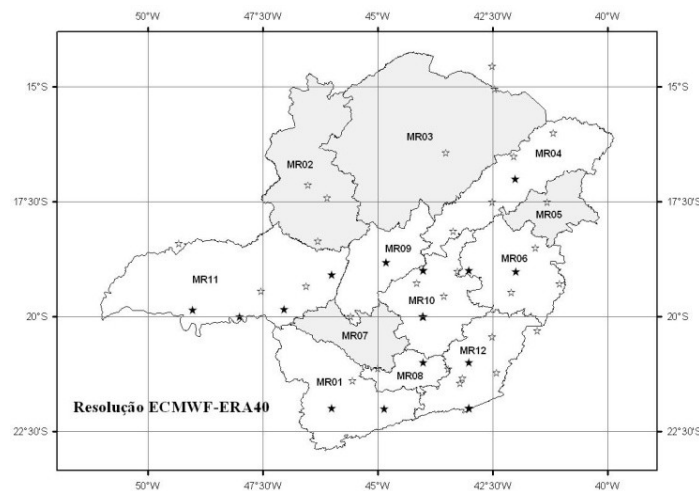 50°W 47°30'W 45°W 42°30'W 40°W
15°S 15°S
MR03
MR04
MR02
17°30'S 17°30'S
MR05
MR09
MR06
MR11
MR10
20°S 20°S
MR07
MR12
MR08
MR01
Resolução ECMWF-ERA40
22°30'S 22°30'S
50°W 47°30'W 45°W 42°30'W 40°W